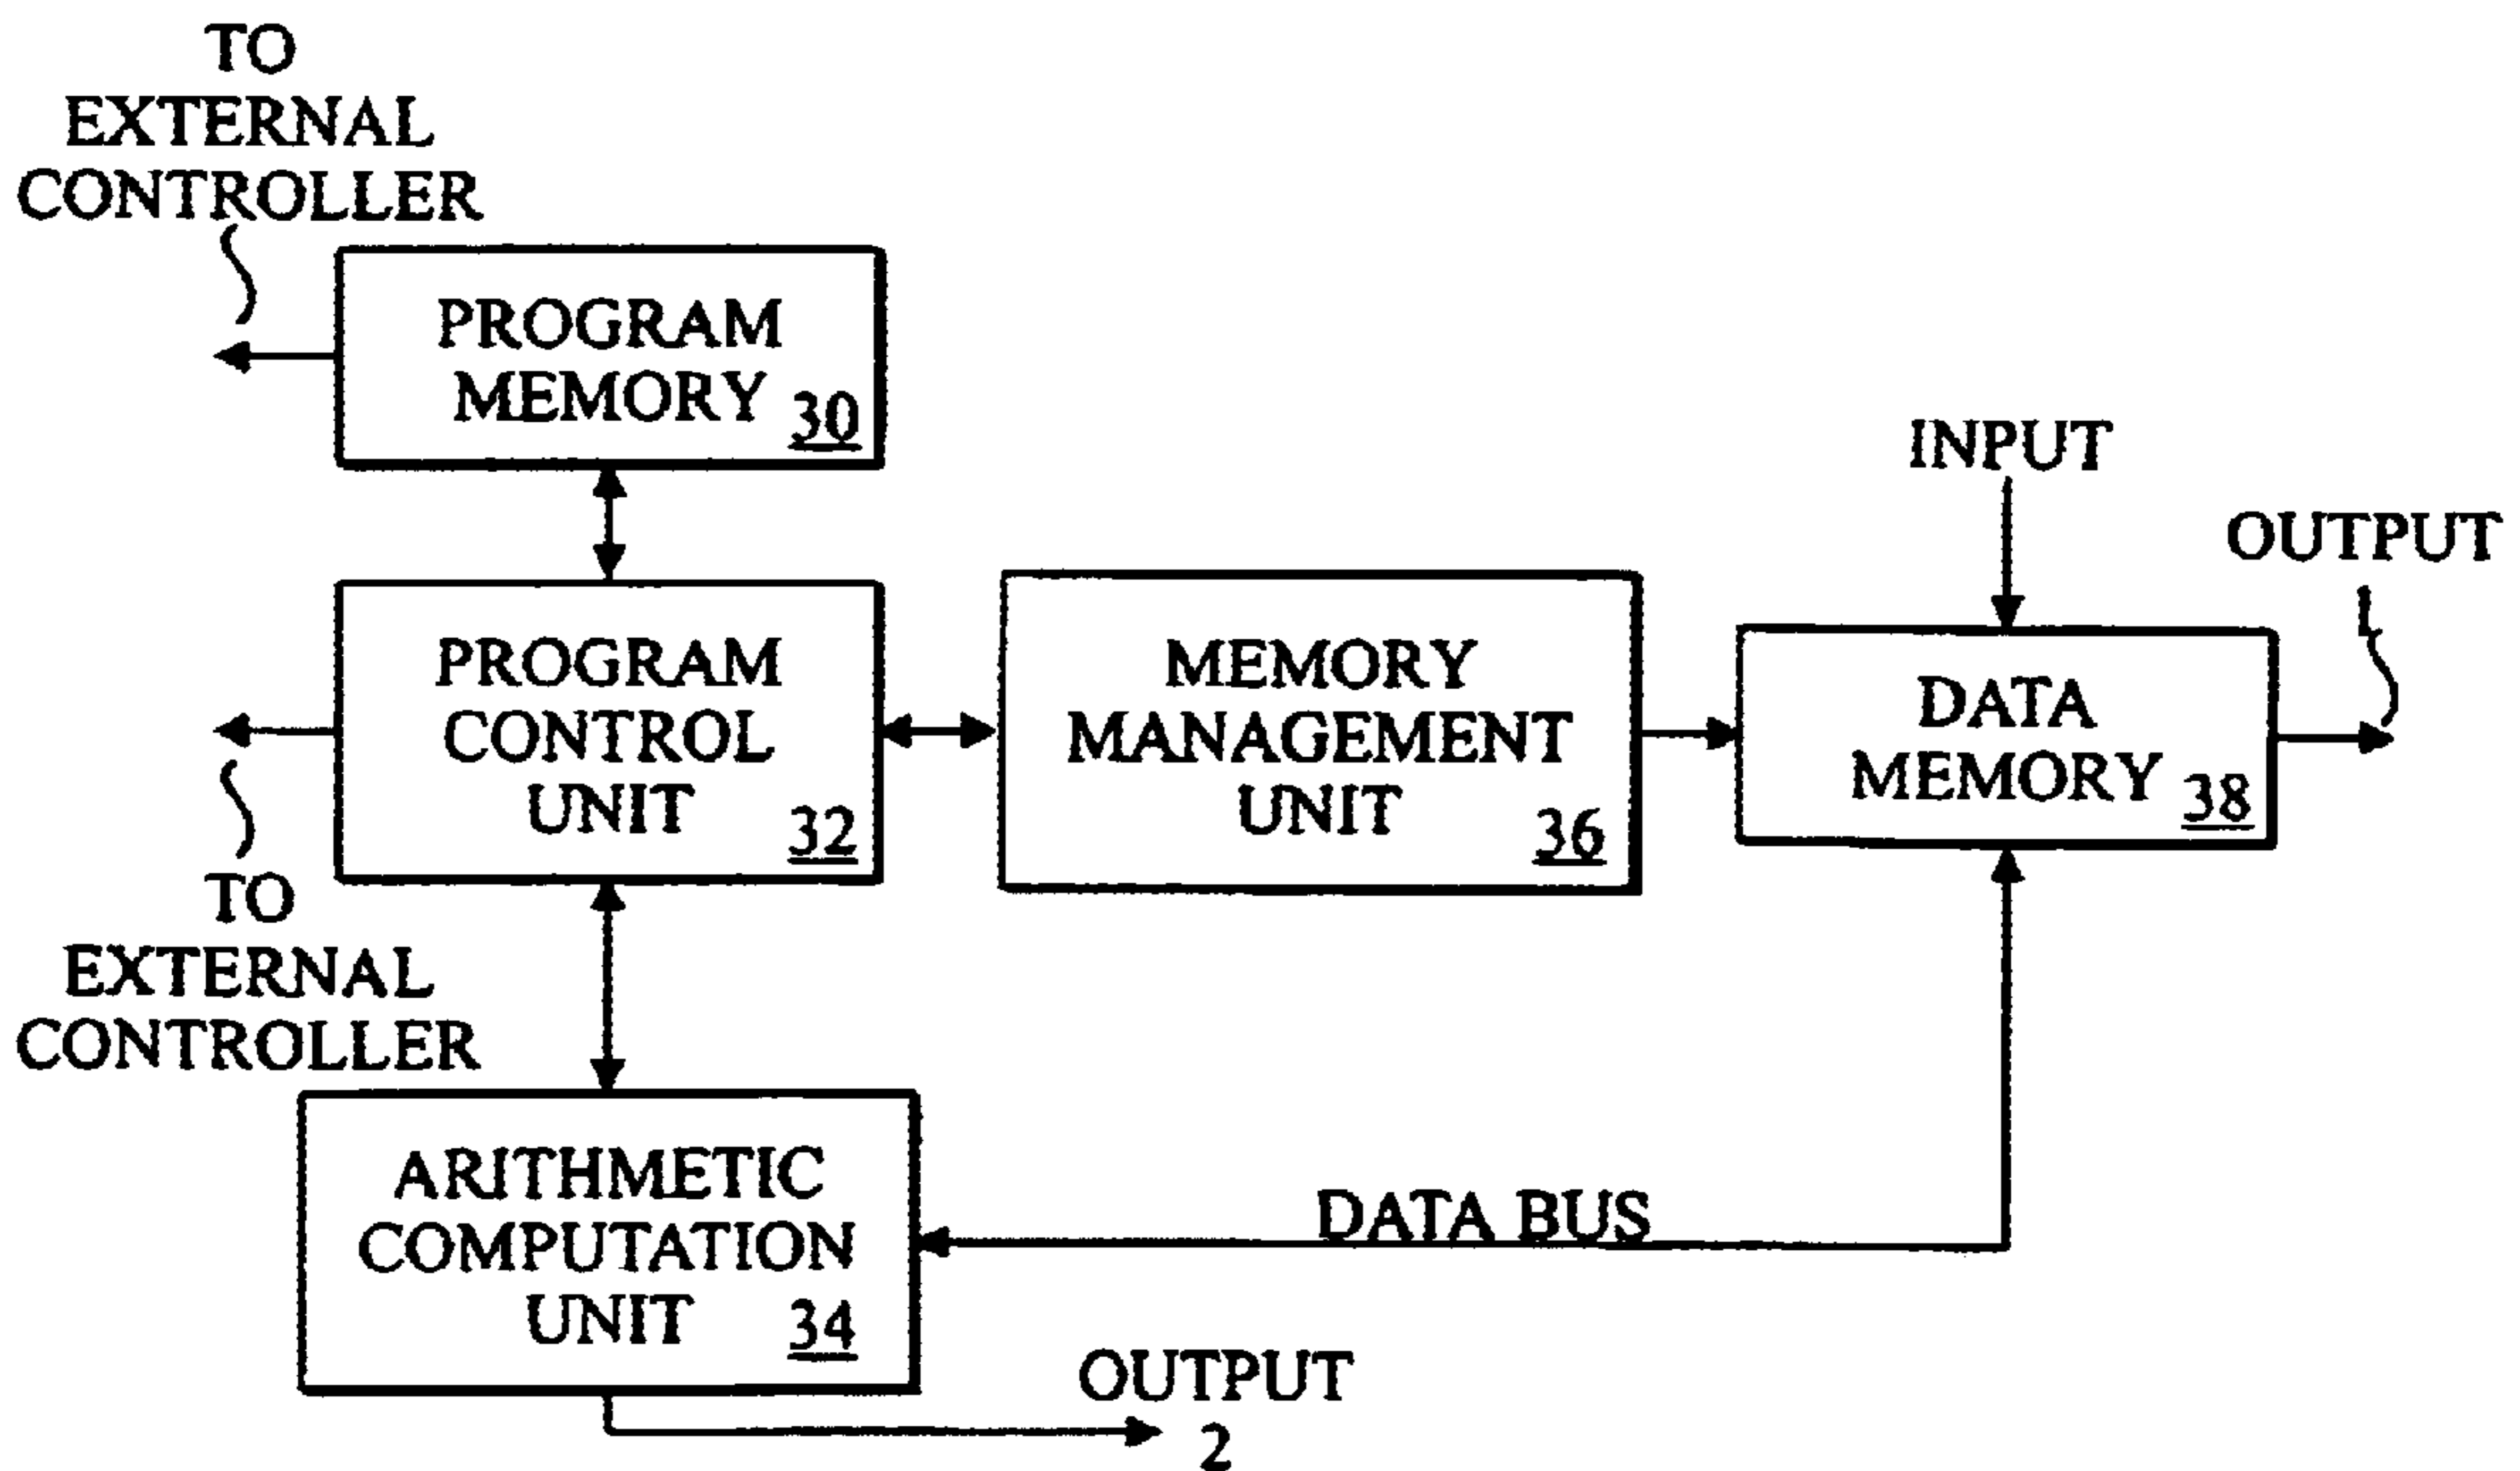 TO
EXTERNAL
CONTROLLER
PROGRAM
MEMORY 30
INPUT
OUTPUT
PROGRAM
CONTROL
UNIT 32
MEMORY
MANAGEMENT
UNIT 36
DATA
MEMORY 38
TO
EXTERNAL
CONTROLLER
ARITHMETIC
COMPUTATION
UNIT 34
DATA BUS
OUTPUT
2